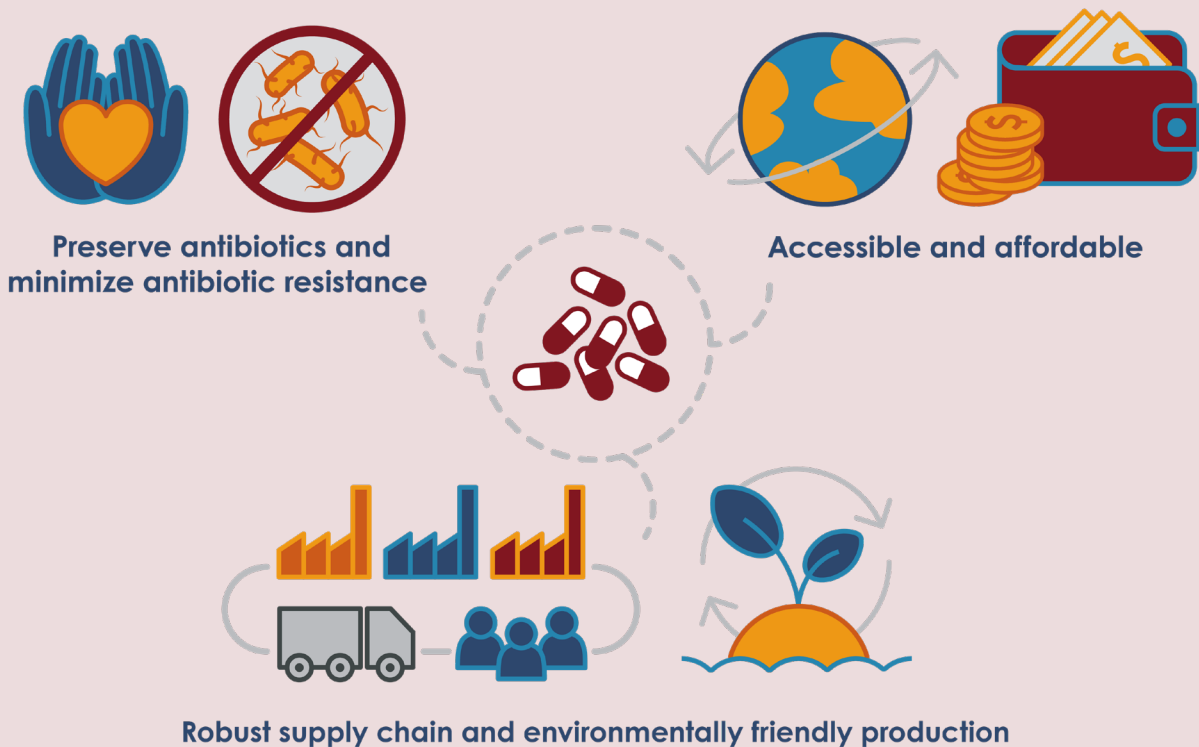 Preserve antibiotics and
minimize antibiotic resistance
Accessible and affordable
Robust supply chain and environmentally friendly production